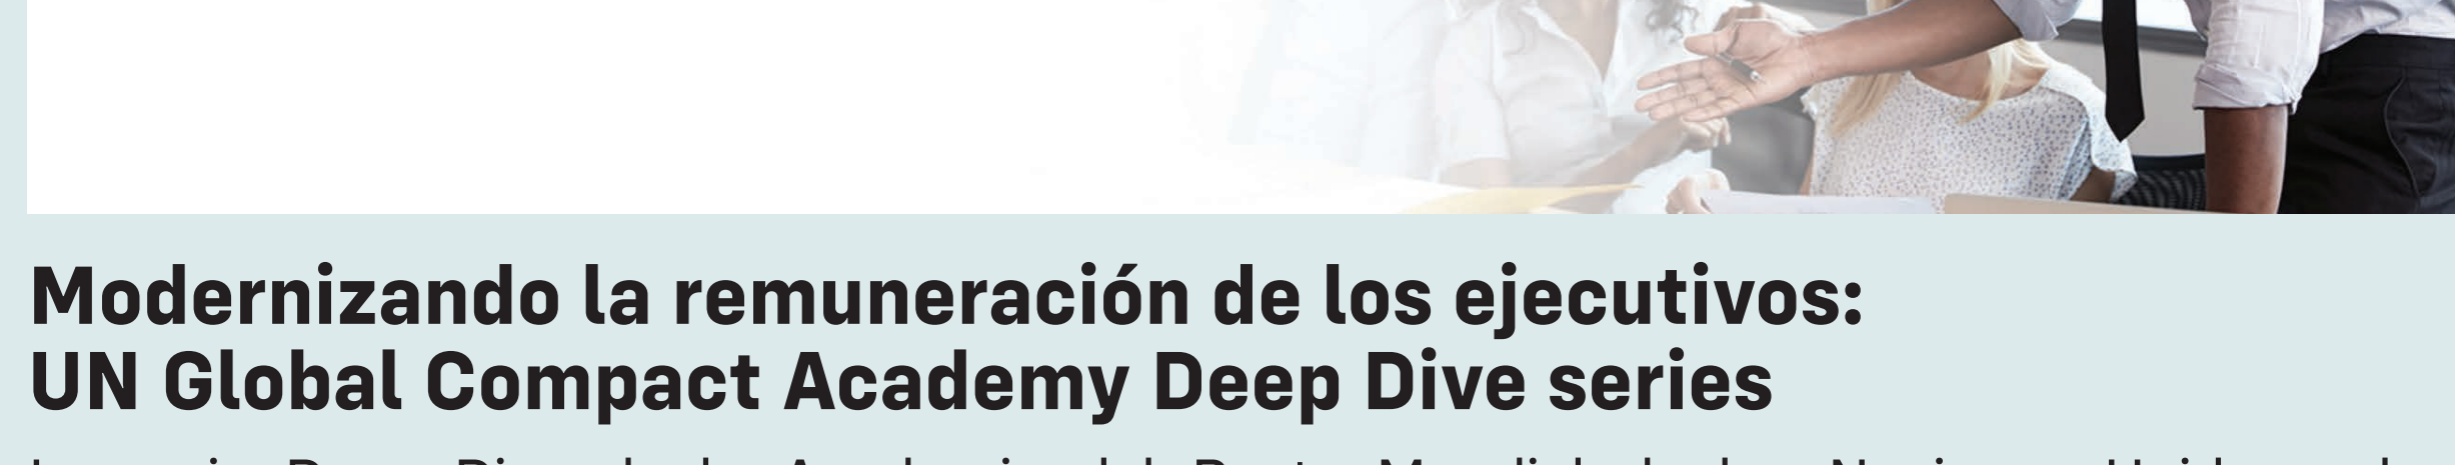 Modernizando la remuneración de los ejecutivos:
UN Global Compact Academy Deep Dive series